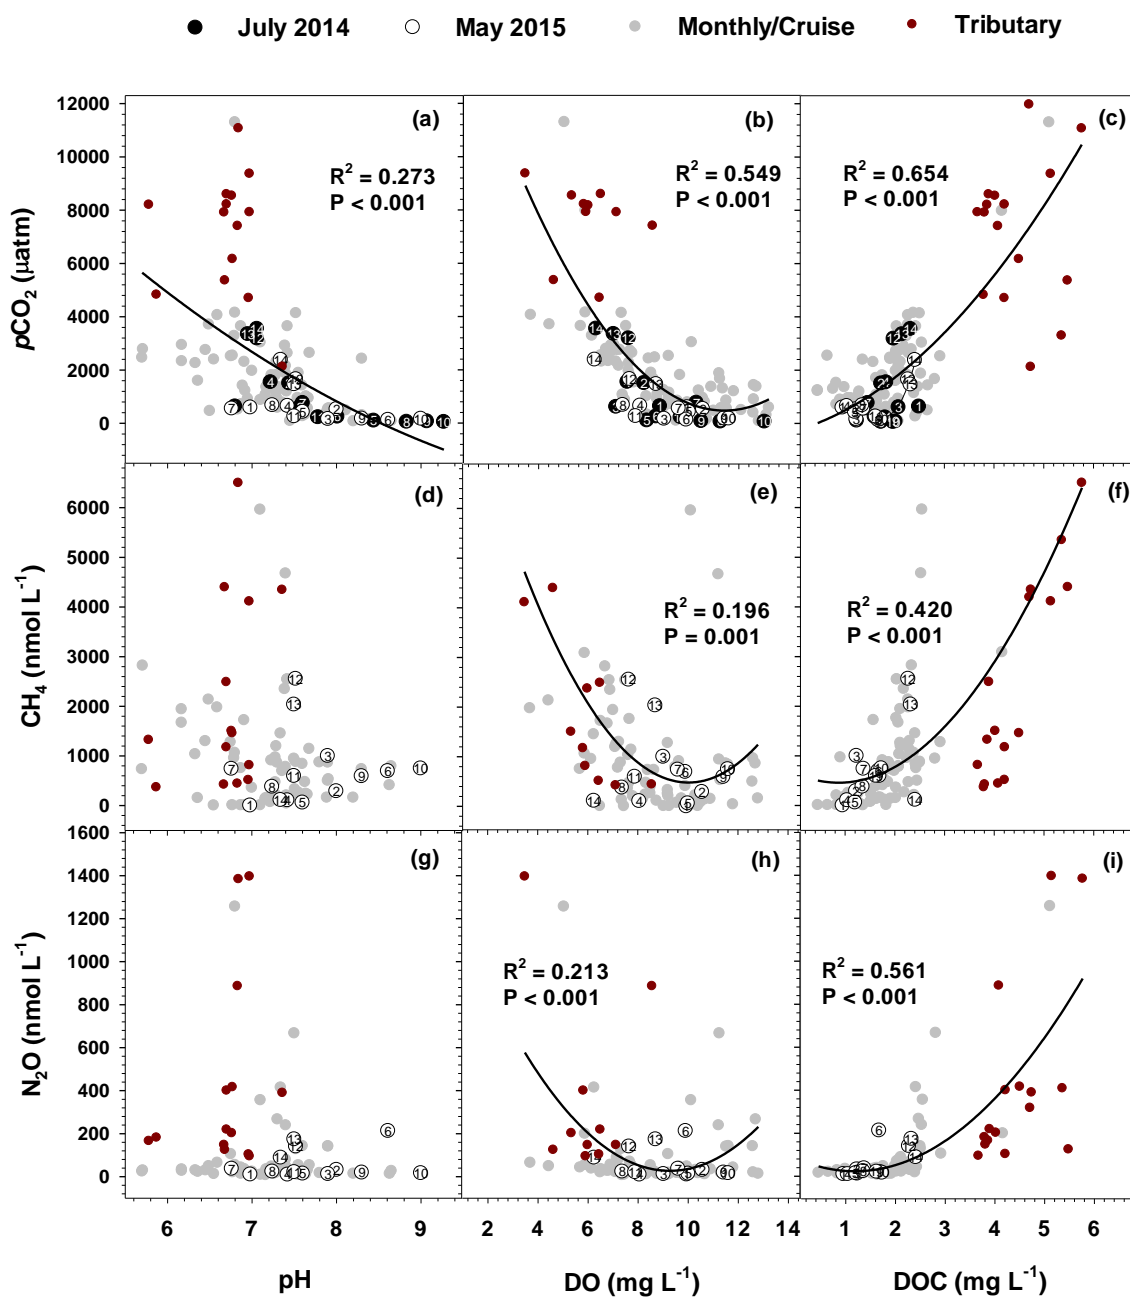 July 2014 May 2015 Monthly/Cruise Tributary
12000
10000
8000
6000
4000
2000
0
pCO2 (µatm)
(a)
R2 = 0.273
P < 0.001
(b)
R2 = 0.549
P < 0.001
(c)
R2 = 0.654
P < 0.001
6000
5000
4000
3000
2000
1000
0
CH4 (nmol L-1)
(d)
(e)
R2 = 0.196
P = 0.001
(f)
R2 = 0.420
P < 0.001
1600
1400
1200
1000
800
600
400
200
0
N2O (nmol L-1)
(g)
(h)
R2 = 0.213
P < 0.001
(i)
R2 = 0.561
P < 0.001
6 7 8 9
2 4 6 8 10 12 14
1 2 3 4 5 6
pH
DO (mg L-1)
DOC (mg L-1)